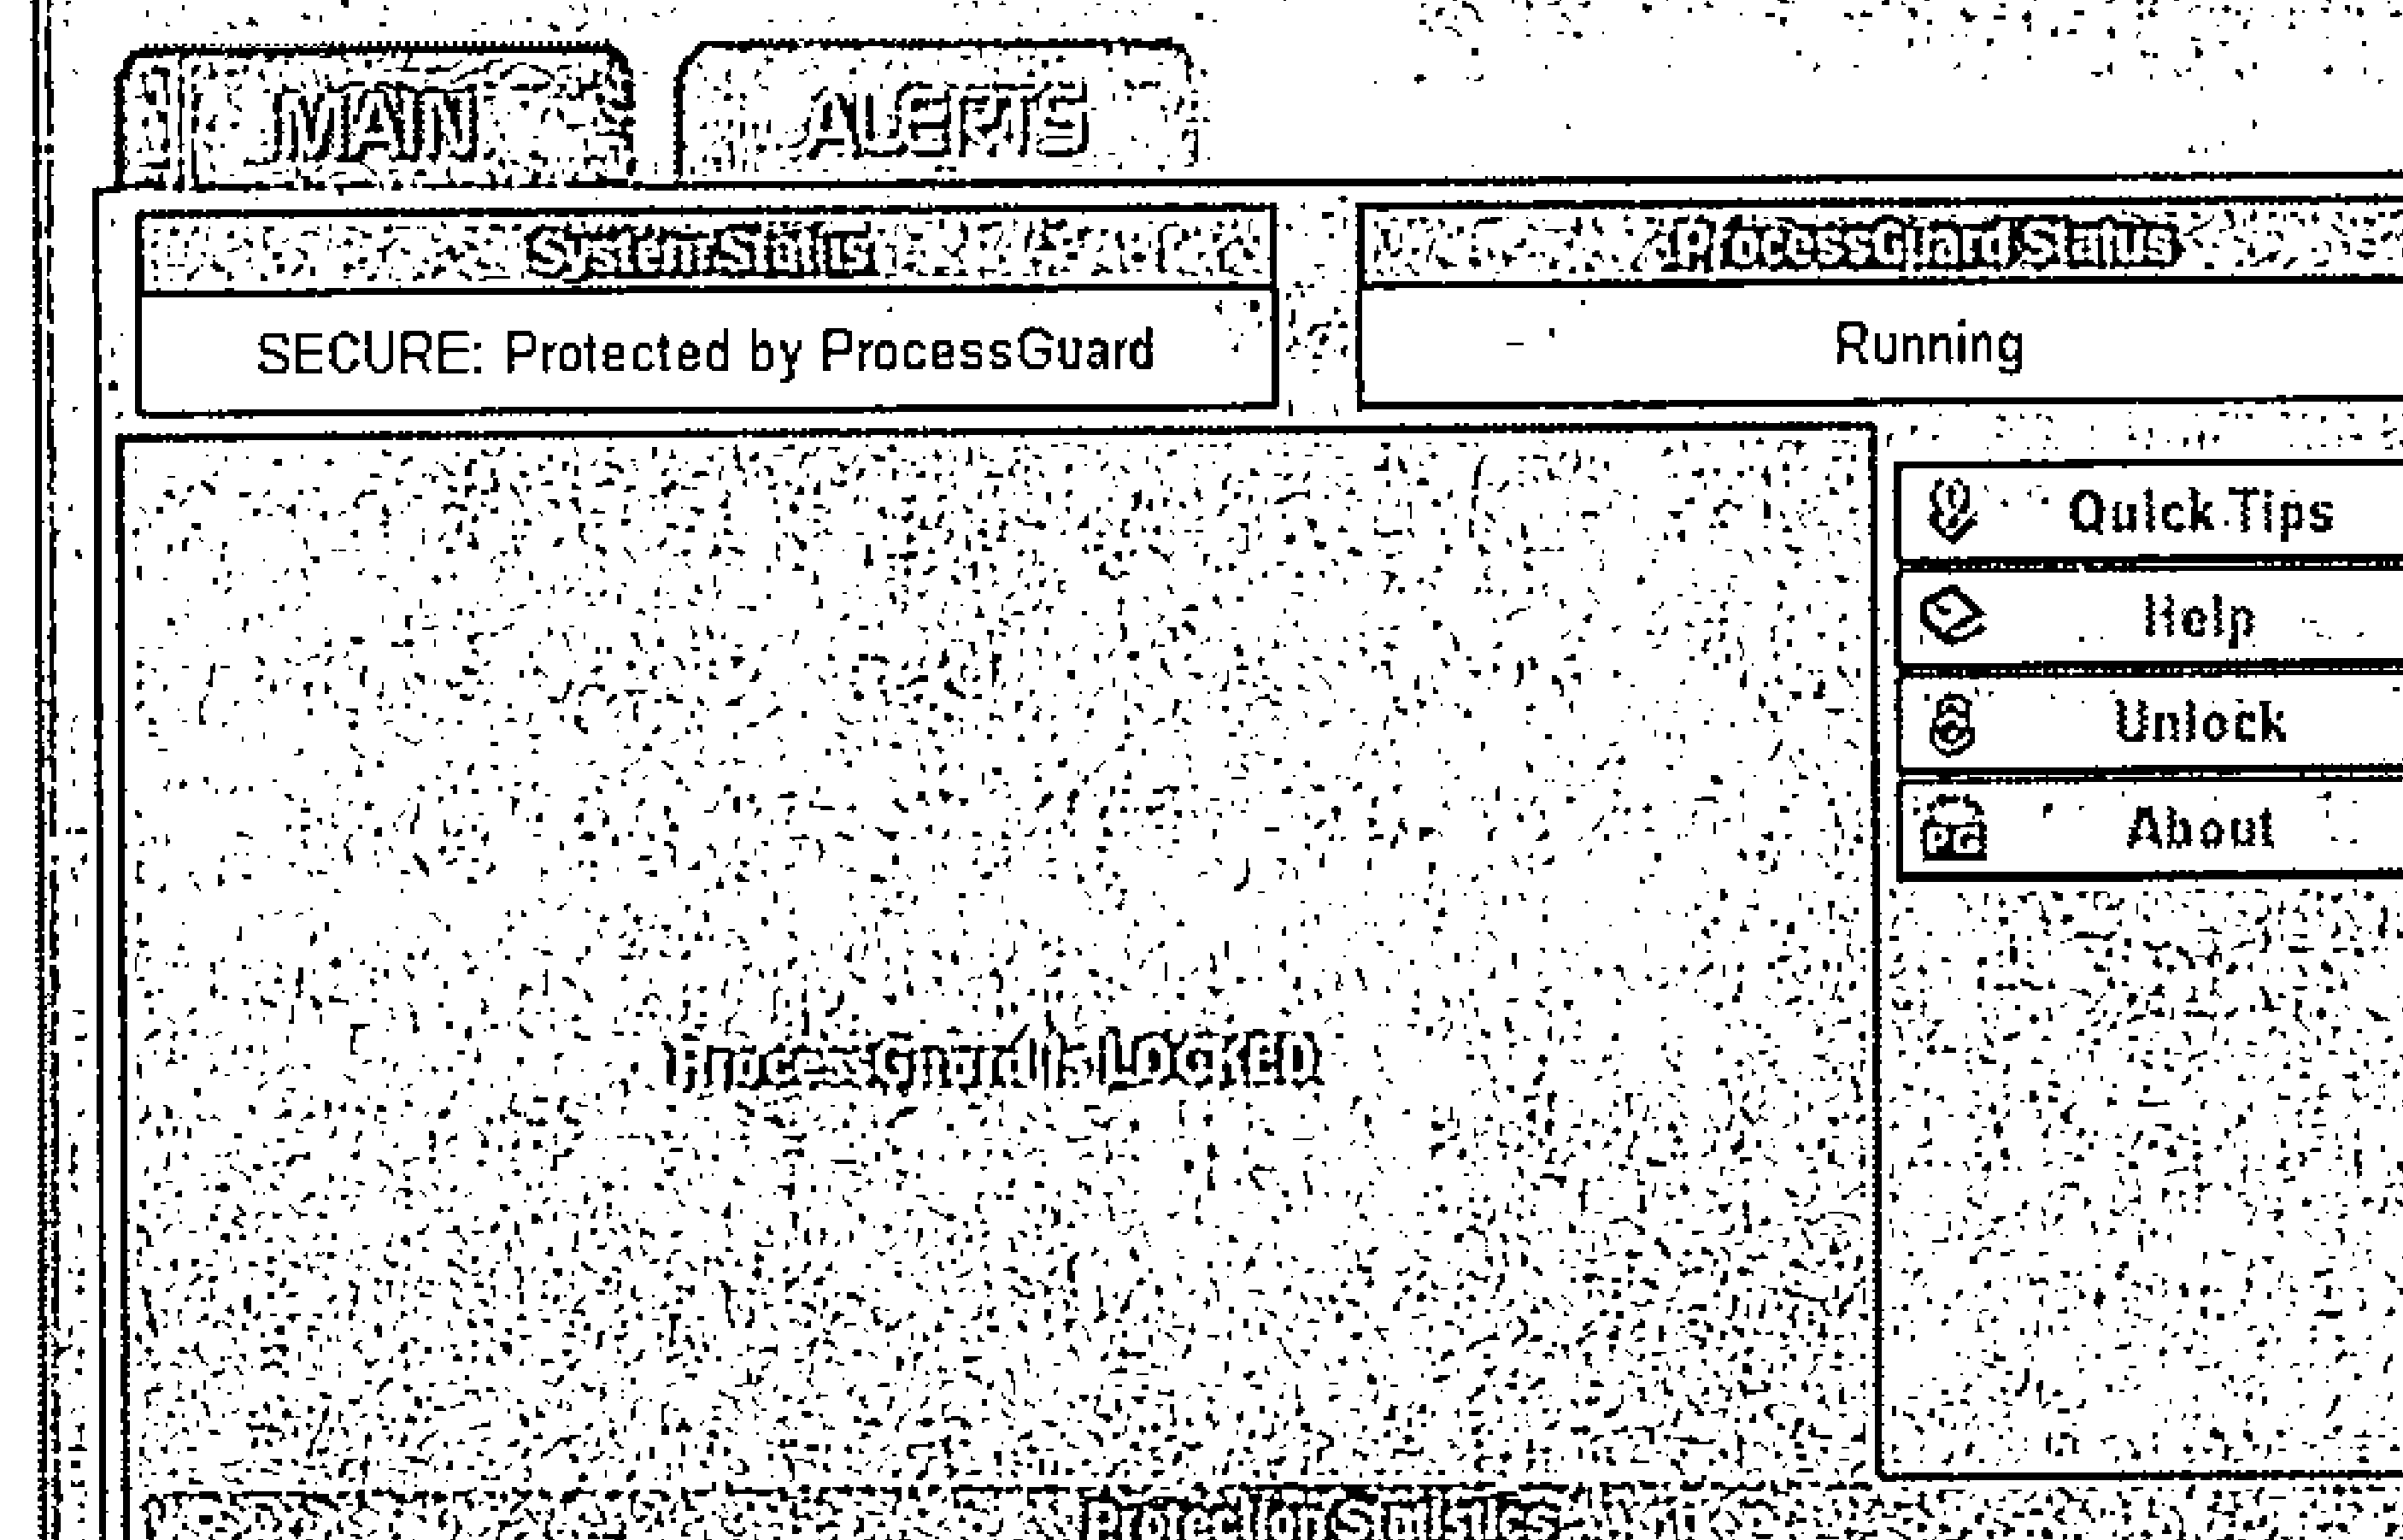 MAIN ALERTS
System Status ProcessGuard Status
SECURE: Protected by ProcessGuard Running
Quick Tips
Help
Unlock
About
PG
ProcessGuard is LOCKED
Protection Statistics